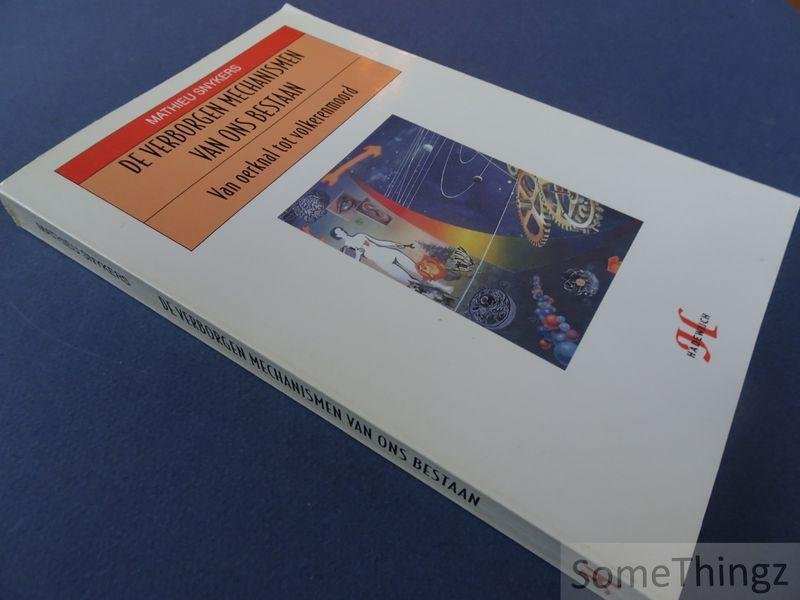 MATHIEU SNYKERS
DE VERBORGEN MECHANISMEN
VAN ONS BESTAAN
Van oerknal tot volkerenmoord
HADEWIJCH
MATHIEU SNYKERS DE VERBORGEN MECHANISMEN VAN ONS BESTAAN
SomeThingz